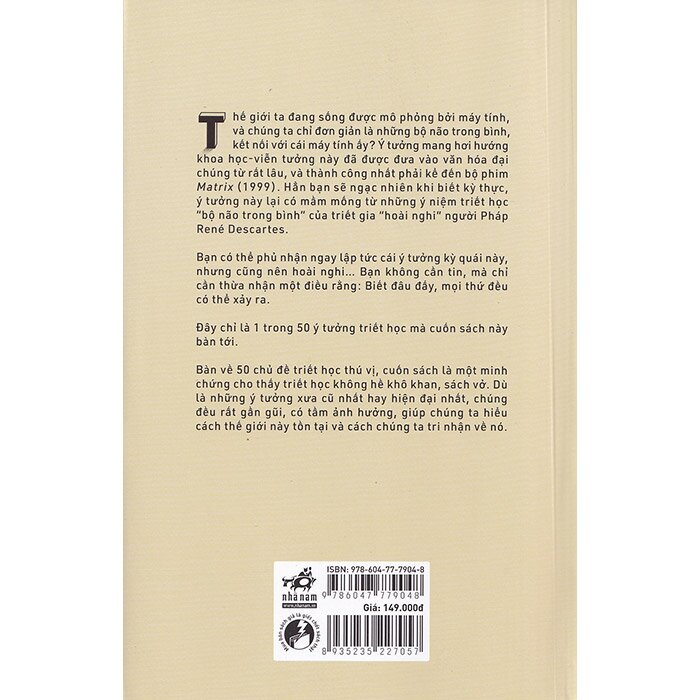 Thế giới ta đang sống được mô phỏng bởi máy tính,
và chúng ta chỉ đơn giản là những bộ não trong bình,
kết nối với cái máy tính ấy? Ý tưởng mang hơi hướng
khoa học-viễn tưởng này đã được đưa vào văn hóa đại
chúng từ rất lâu, và thành công nhất phải kể đến bộ phim
Matrix (1999). Hẳn bạn sẽ ngạc nhiên khi biết kỳ thực,
ý tưởng này lại có mầm mống từ những ý niệm triết học
“bộ não trong bình” của triết gia “hoài nghi” người Pháp
René Descartes.
Bạn có thể phủ nhận ngay lập tức cái ý tưởng kỳ quái này,
nhưng cũng nên hoài nghi... Bạn không cần tin, mà chỉ
cần thừa nhận một điều rằng: Biết đâu đấy, mọi thứ đều
có thể xảy ra.
Đây chỉ là 1 trong 50 ý tưởng triết học mà cuốn sách này
bàn tới.
Bàn về 50 chủ đề triết học thú vị, cuốn sách là một minh
chứng cho thấy triết học không hề khô khan, sách vở. Dù
là những ý tưởng xưa cũ nhất hay hiện đại nhất, chúng
đều rất gần gũi, có tầm ảnh hưởng, giúp chúng ta hiểu
cách thế giới này tồn tại và cách chúng ta tri nhận về nó.
ISBN: 978-604-77-7904-8
9 786047 779048
Giá: 149.000đ
8 935235 227057
nhã nam
www.nhanam.vn
Mua bán sách giả là giết chết sách thật